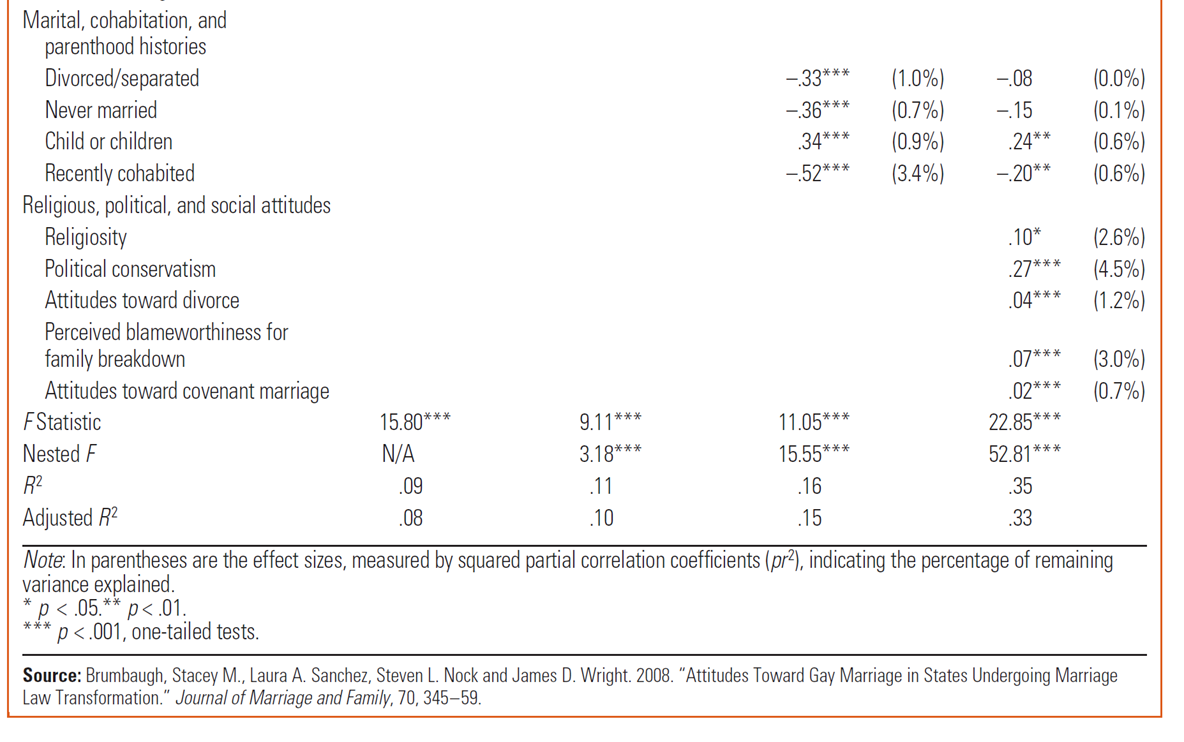 Marital, cohabitation, and
parenthood histories
Divorced/separated –.33*** (1.0%) –.08 (0.0%)
Never married –.36*** (0.7%) –.15 (0.1%)
Child or children .34*** (0.9%) .24** (0.6%)
Recently cohabited –.52*** (3.4%) –.20** (0.6%)
Religious, political, and social attitudes
Religiosity .10* (2.6%)
Political conservatism .27*** (4.5%)
Attitudes toward divorce .04*** (1.2%)
Perceived blameworthiness for
family breakdown .07*** (3.0%)
Attitudes toward covenant marriage .02*** (0.7%)
F Statistic 15.80*** 9.11*** 11.05*** 22.85***
Nested F N/A 3.18*** 15.55*** 52.81***
R² .09 .11 .16 .35
Adjusted R² .08 .10 .15 .33
Note: In parentheses are the effect sizes, measured by squared partial correlation coefficients (pr²), indicating the percentage of remaining
variance explained.
* p < .05.** p < .01.
*** p < .001, one-tailed tests.
Source: Brumbaugh, Stacey M., Laura A. Sanchez, Steven L. Nock and James D. Wright. 2008. “Attitudes Toward Gay Marriage in States Undergoing Marriage
Law Transformation.” Journal of Marriage and Family, 70, 345–59.